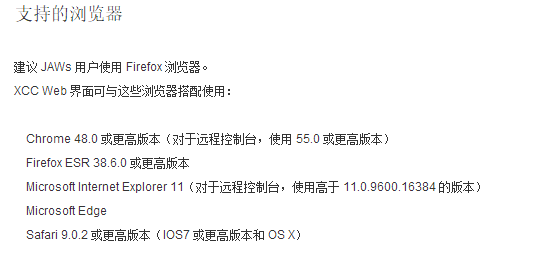 支持的浏览器
建议 JAWs 用户使用 Firefox 浏览器。
XCC Web 界面可与这些浏览器搭配使用：
Chrome 48.0 或更高版本（对于远程控制台，使用 55.0 或更高版本）
Firefox ESR 38.6.0 或更高版本
Microsoft Internet Explorer 11（对于远程控制台，使用高于 11.0.9600.16384 的版本）
Microsoft Edge
Safari 9.0.2 或更高版本（IOS7 或更高版本和 OS X）